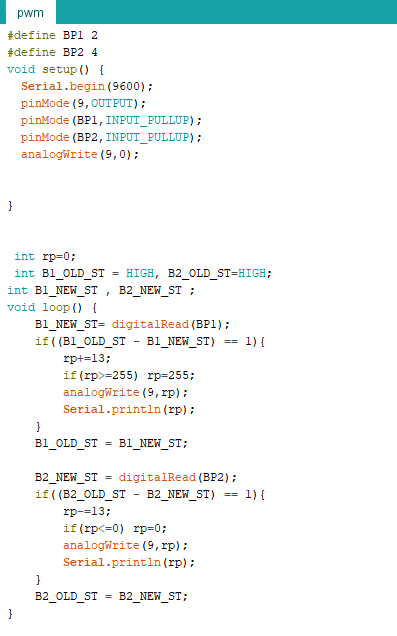 pwm
#define BP1 2
#define BP2 4
void setup() {
  Serial.begin(9600);
  pinMode(9,OUTPUT);
  pinMode(BP1,INPUT_PULLUP);
  pinMode(BP2,INPUT_PULLUP);
  analogWrite(9,0);
}
 int rp=0;
 int B1_OLD_ST = HIGH, B2_OLD_ST=HIGH;
int B1_NEW_ST , B2_NEW_ST ;
void loop() {
    B1_NEW_ST= digitalRead(BP1);
    if((B1_OLD_ST - B1_NEW_ST) == 1){
        rp+=13;
        if(rp>=255) rp=255;
        analogWrite(9,rp);
        Serial.println(rp);
    }
    B1_OLD_ST = B1_NEW_ST;
    B2_NEW_ST = digitalRead(BP2);
    if((B2_OLD_ST - B2_NEW_ST) == 1){
        rp-=13;
        if(rp<=0) rp=0;
        analogWrite(9,rp);
        Serial.println(rp);
    }
    B2_OLD_ST = B2_NEW_ST;
}